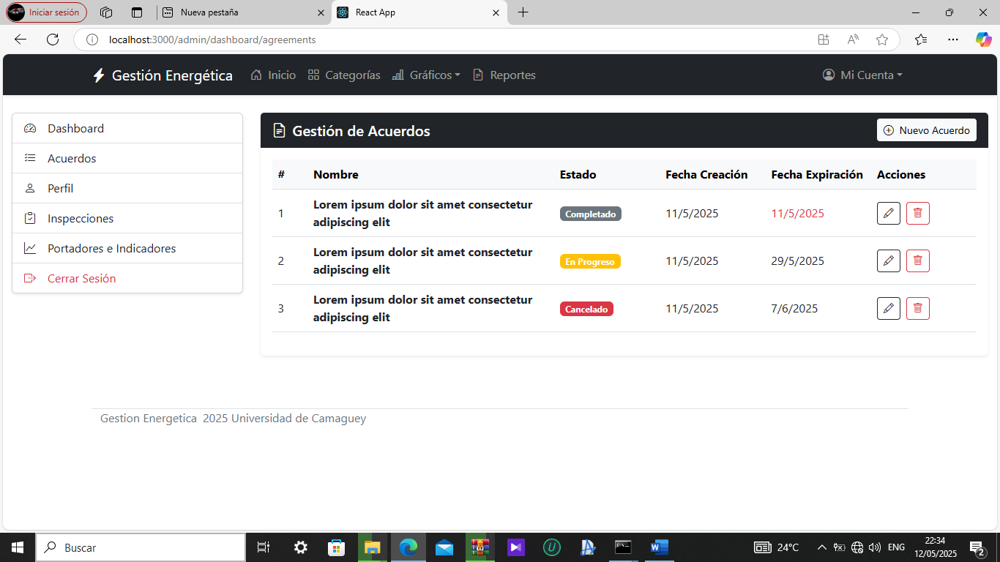 Iniciar sesión
Nueva pestaña
React App
localhost:3000/admin/dashboard/agreements
Gestión Energética
Inicio
Categorías
Gráficos
Reportes
Mi Cuenta
Dashboard
Acuerdos
Perfil
Inspecciones
Portadores e Indicadores
Cerrar Sesión
Gestión de Acuerdos
Nuevo Acuerdo
# Nombre Estado Fecha Creación Fecha Expiración Acciones
1 Lorem ipsum dolor sit amet consectetur
adipiscing elit
Completado 11/5/2025 11/5/2025
2 Lorem ipsum dolor sit amet consectetur
adipiscing elit
En Progreso 11/5/2025 29/5/2025
3 Lorem ipsum dolor sit amet consectetur
adipiscing elit
Cancelado 11/5/2025 7/6/2025
Gestion Energetica 2025 Universidad de Camaguey
Buscar
24°C
ENG
22:34
12/05/2025
2